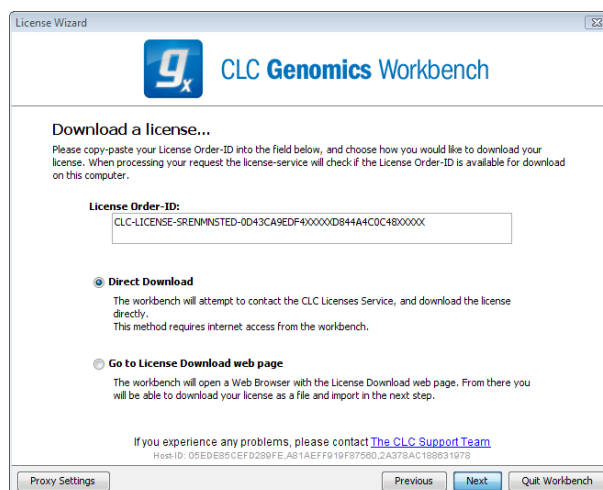 License Wizard
gx CLC Genomics Workbench
Download a license...
Please copy-paste your License Order-ID into the field below, and choose how you would like to download your
license. When processing your request the license-service will check if the License Order-ID is available for download
on this computer.
License Order-ID:
CLC-LICENSE-SRENMNSTED-0D43CA9EDF4XXXXXD844A4C0C48XXXXX
Direct Download
The workbench will attempt to contact the CLC Licenses Service, and download the license
directly.
This method requires internet access from the workbench.
Go to License Download web page
The workbench will open a Web Browser with the License Download web page. From there you
will be able to download your license as a file and import in the next step.
If you experience any problems, please contact The CLC Support Team
Host-ID: 05EDE85CEFD289FE,A81AEFF919F87560,2A378AC188631978
Proxy Settings Previous Next Quit Workbench